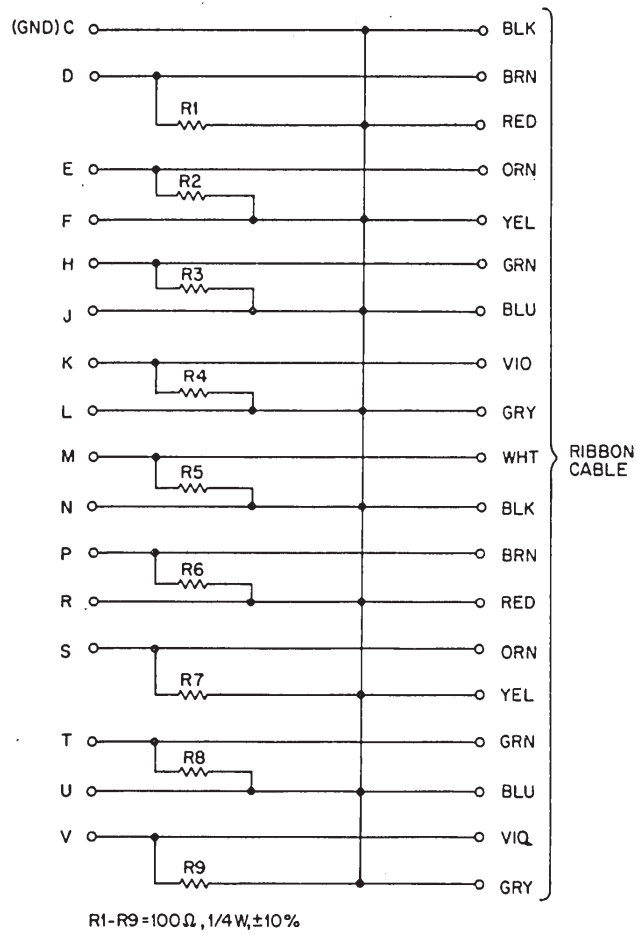 (GND) C BLK
D BRN
R1
RED
E ORN
R2
F YEL
H GRN
R3
J BLU
K VIO
R4
L GRY
M WHT
RIBBON
CABLE
R5
N BLK
P BRN
R6
R RED
S ORN
R7
YEL
T GRN
R8
U BLU
V VIO
R9
GRY
R1-R9=100Ω, 1/4W, ±10%